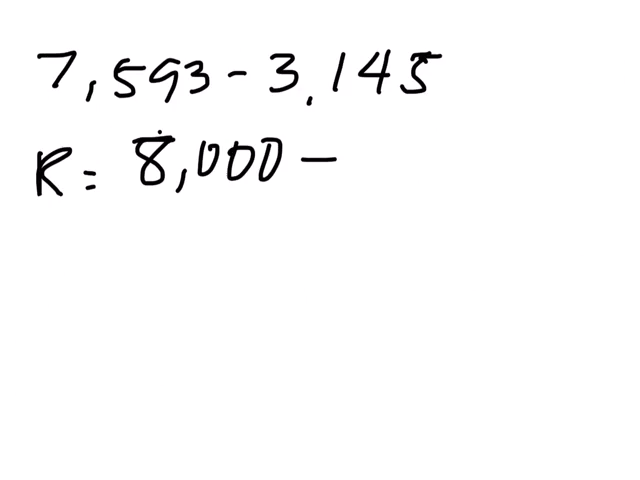 7,593 - 3.145
R = 8,000 -